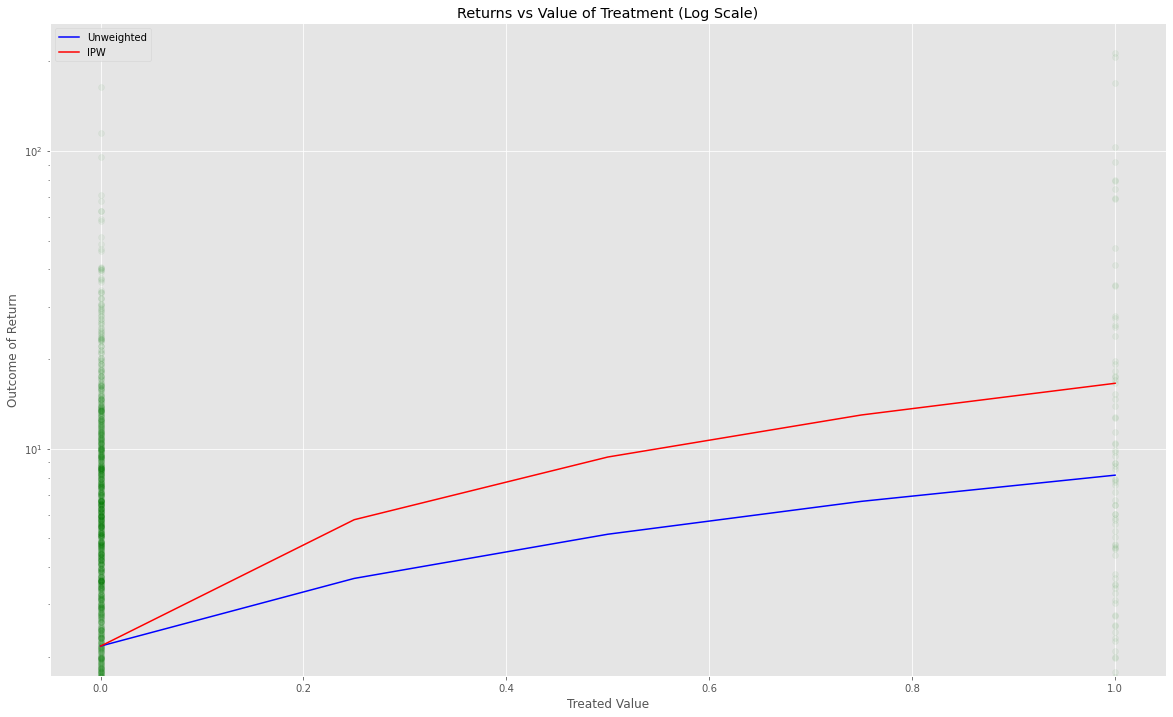 Returns vs Value of Treatment (Log Scale)
Unweighted
IPW
Outcome of Return
10²
10¹
0.0 0.2 0.4 0.6 0.8 1.0
Treated Value